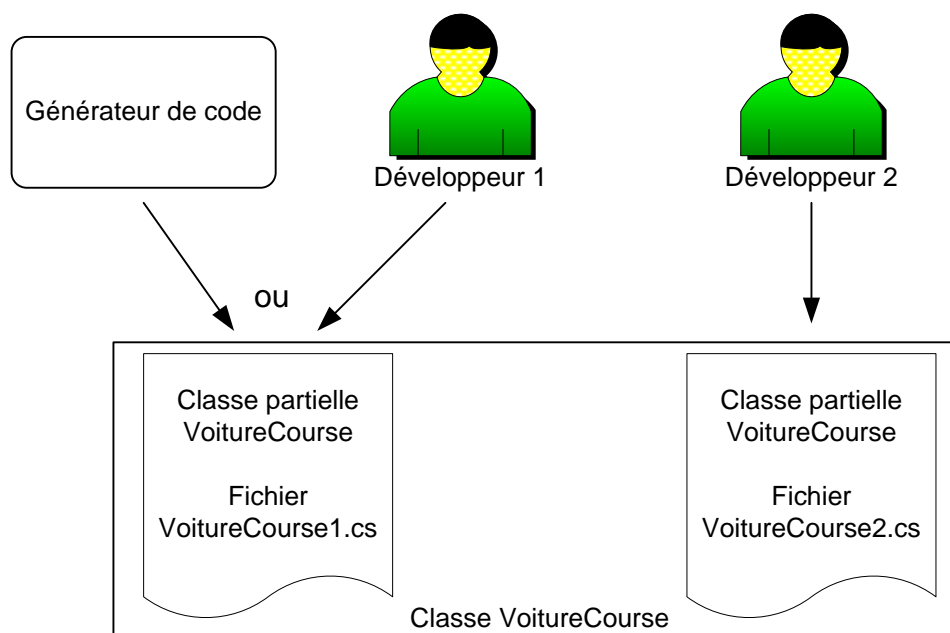 Générateur de code
Développeur 1
Développeur 2
ou
Classe partielle
VoitureCourse
Fichier
VoitureCourse1.cs
Classe partielle
VoitureCourse
Fichier
VoitureCourse2.cs
Classe VoitureCourse